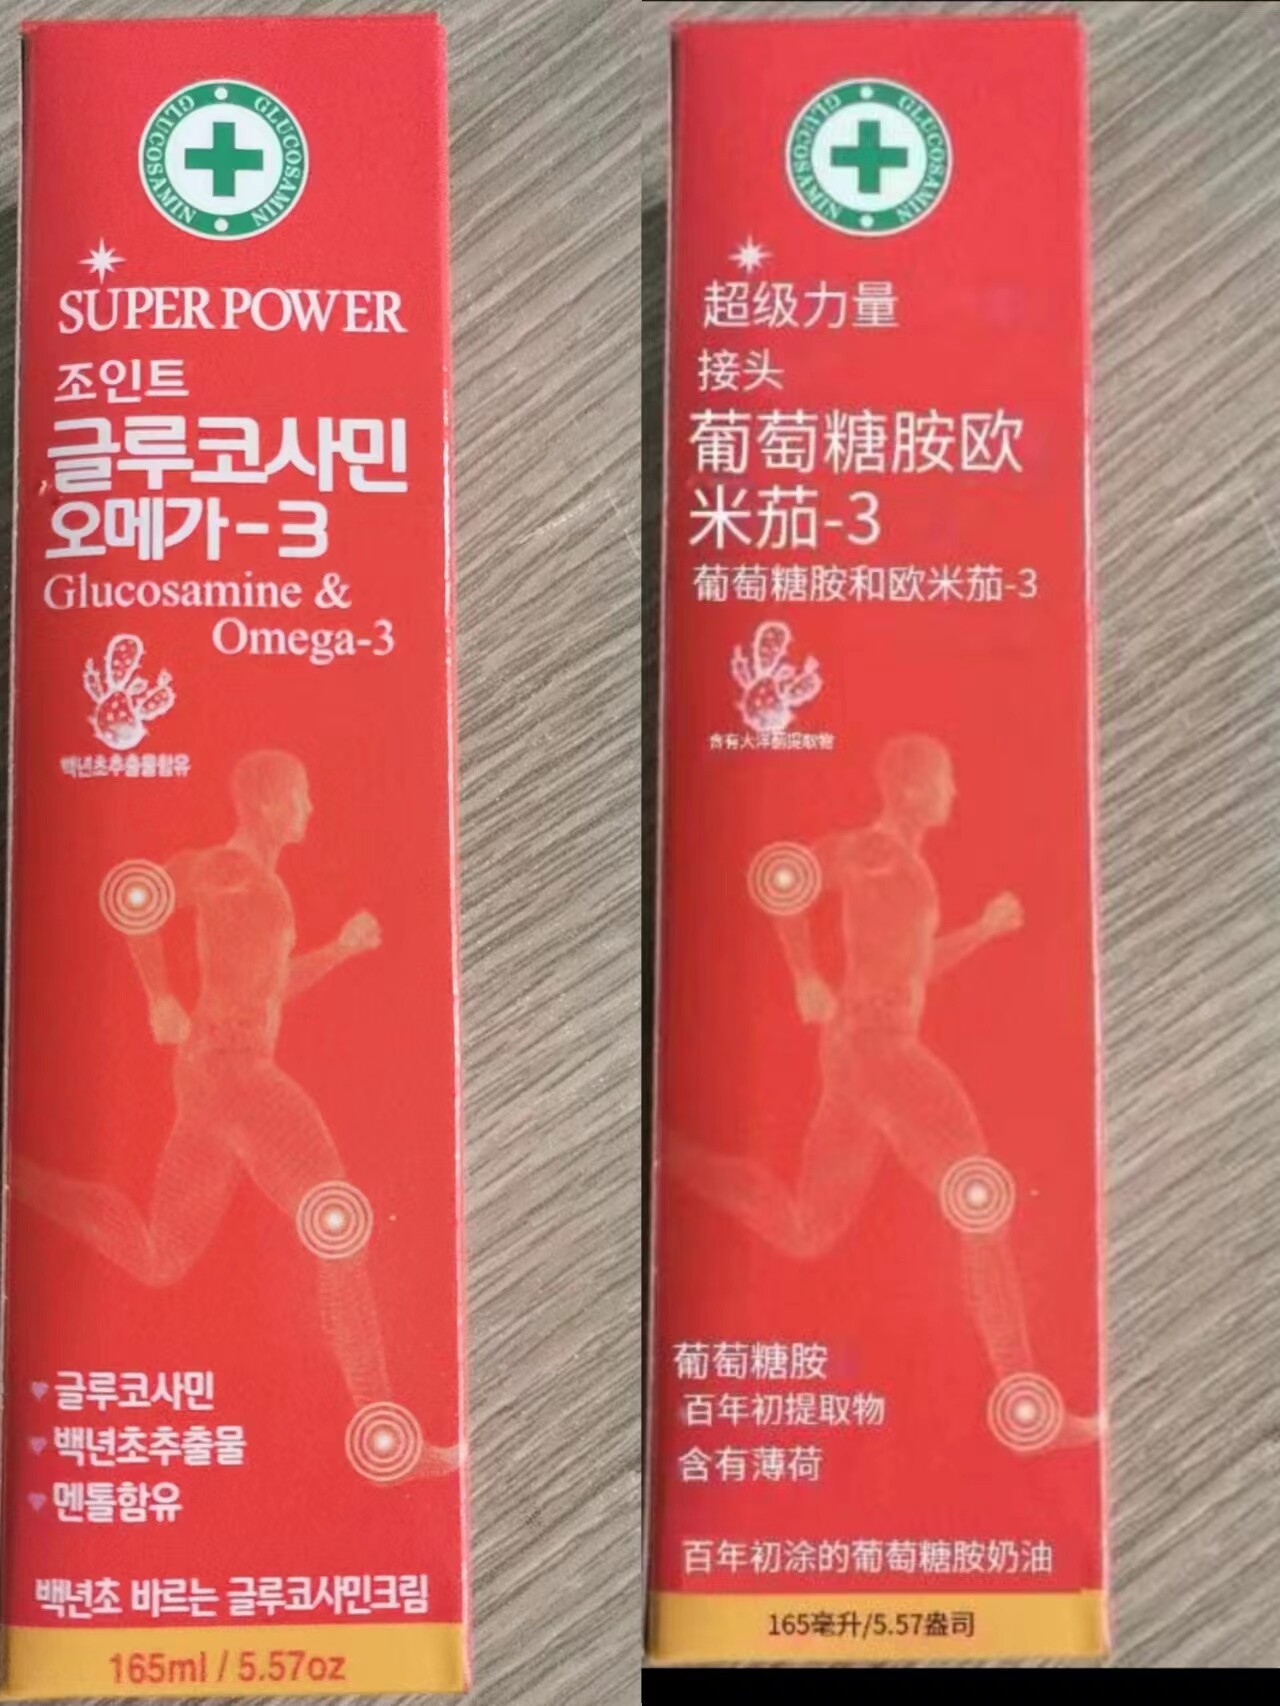 GLUCOSAMIN GLUCOSAMIN
SUPER POWER
조인트
글루코사민
오메가-3
Glucosamine &
Omega-3
백년초추출물함유
글루코사민
백년초추출물
멘톨함유
백년초 바르는 글루코사민크림
165ml / 5.57oz
GLUCOSAMIN GLUCOSAMIN
超级力量
接头
葡萄糖胺欧
米茄-3
葡萄糖胺和欧米茄-3
葡萄糖胺
百年初提取物
含有薄荷
百年初涂的葡萄糖胺奶油
165毫升/5.57盎司